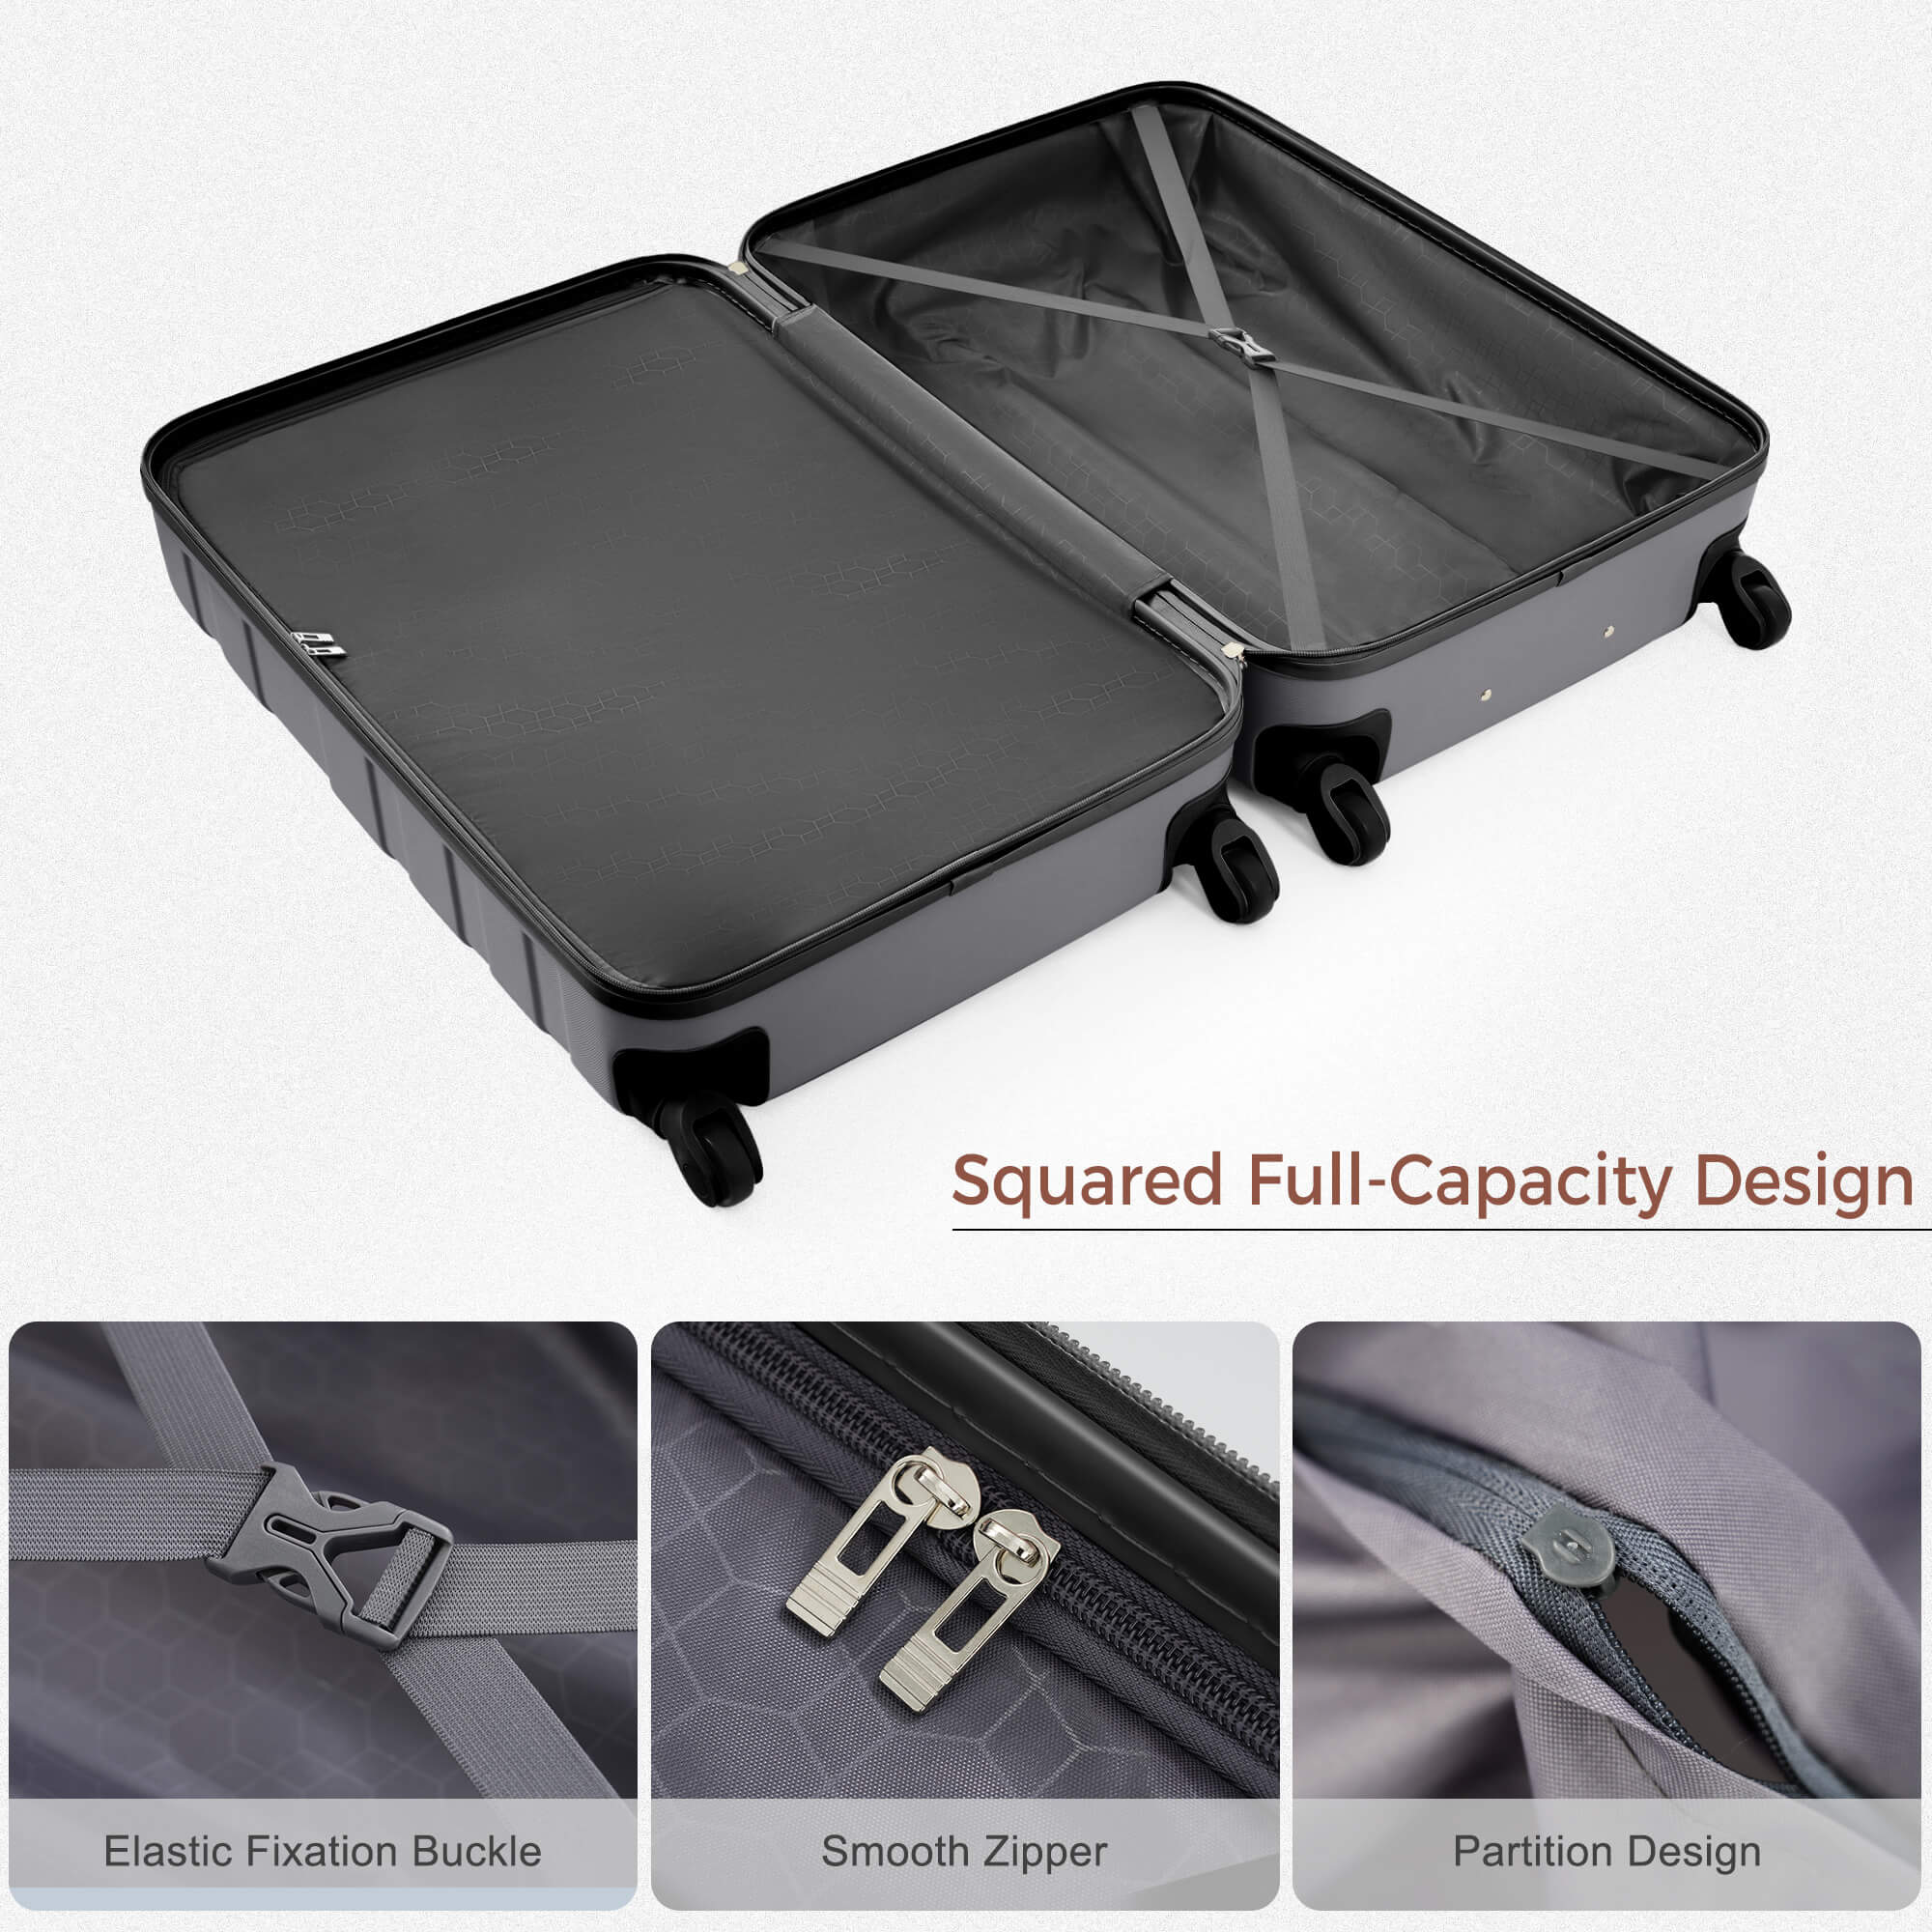 Squared Full-Capacity Design
Elastic Fixation Buckle
Smooth Zipper
Partition Design